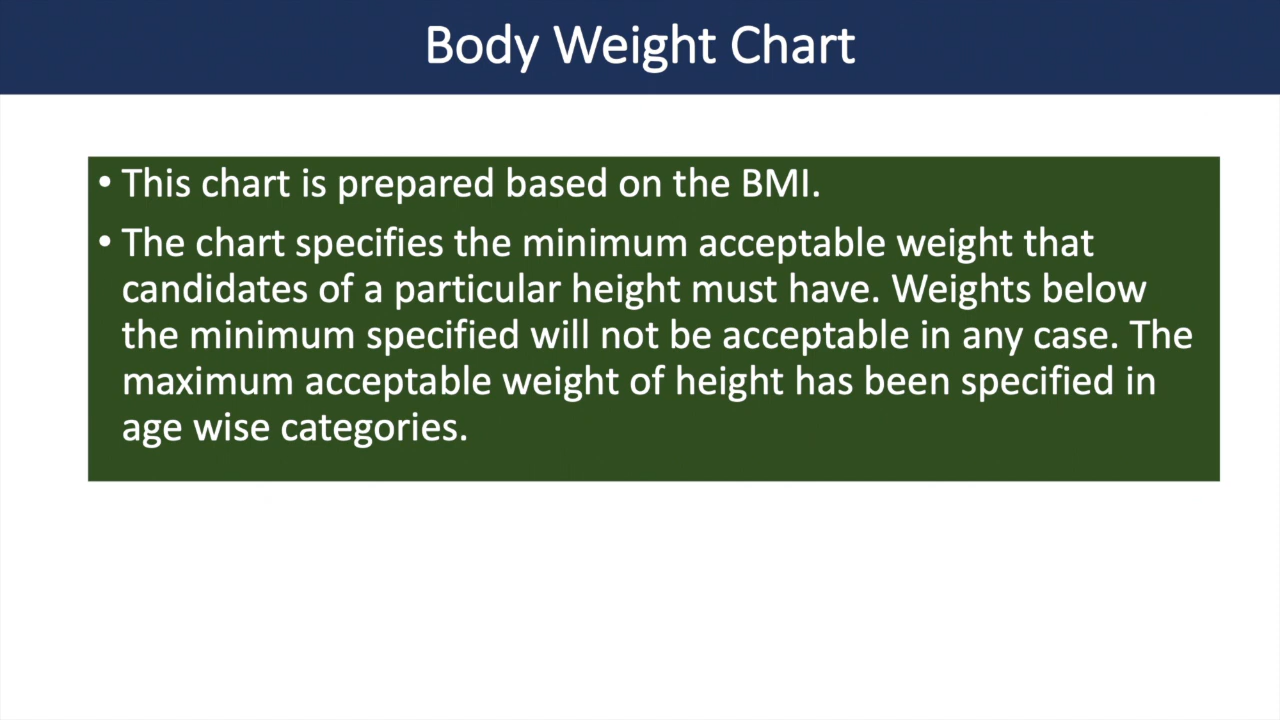 Body Weight Chart
• This chart is prepared based on the BMI.
• The chart specifies the minimum acceptable weight that
candidates of a particular height must have. Weights below
the minimum specified will not be acceptable in any case. The
maximum acceptable weight of height has been specified in
age wise categories.